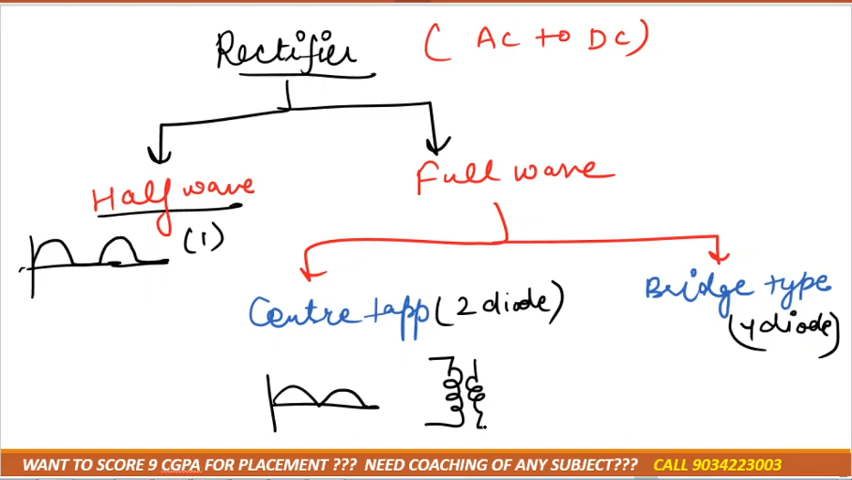 Rectifier (AC to DC)
Half wave
Full wave
(1)
Centre tapp (2 diode)
Bridge type
(4 diode)
WANT TO SCORE 9 CGPA FOR PLACEMENT ??? NEED COACHING OF ANY SUBJECT??? CALL 9034223003